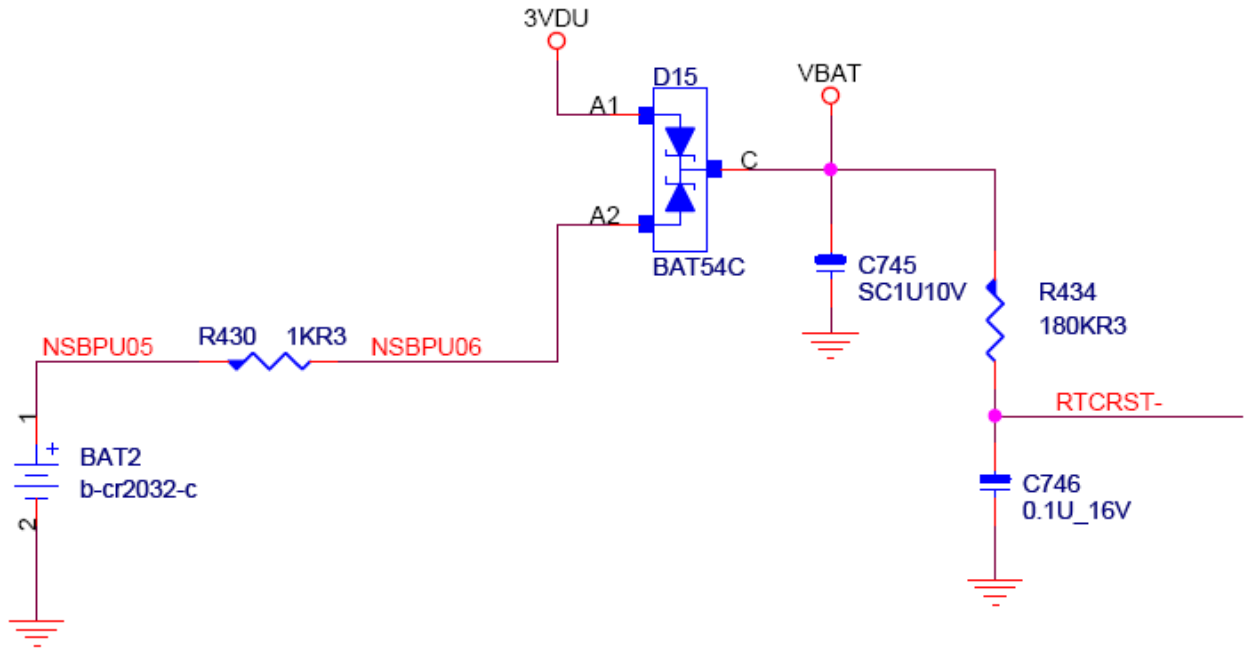 3VDU
D15
VBAT
A1
C
A2
BAT54C
C745
SC1U10V
R434
180KR3
R430 1KR3
NSBPU05
NSBPU06
RTCRST-
1
+
BAT2
b-cr2032-c
2
C746
0.1U_16V